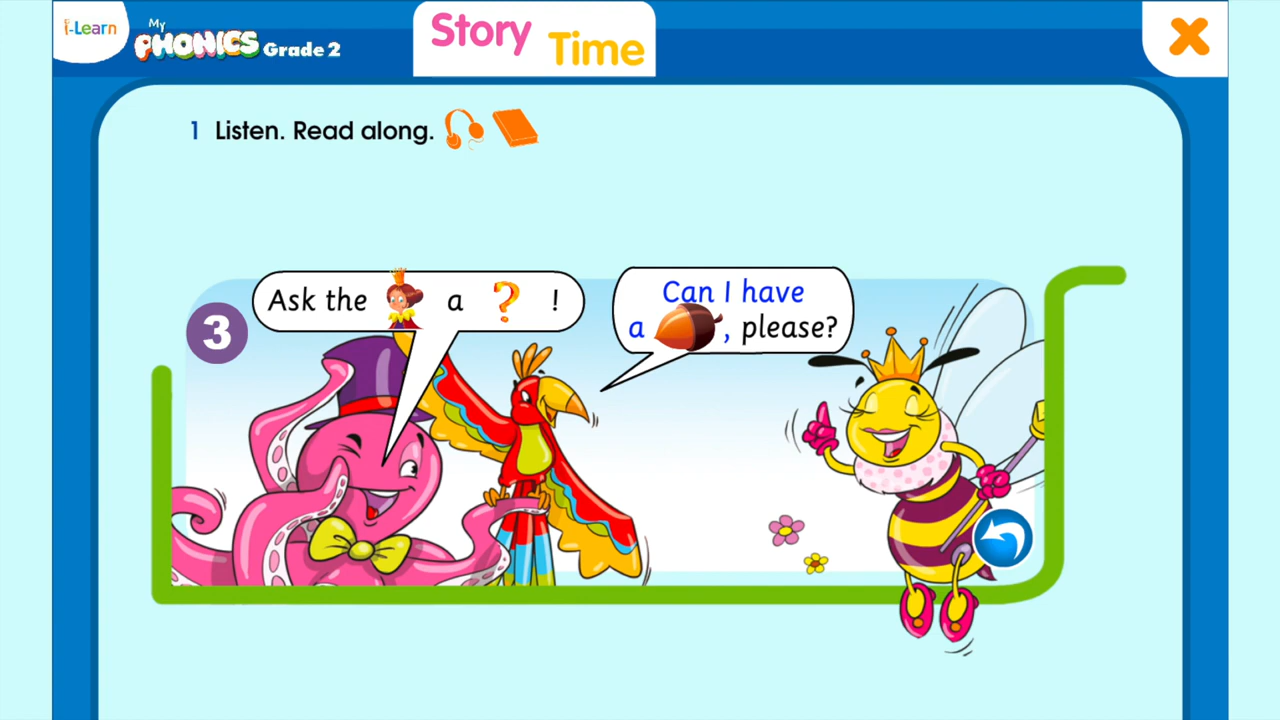 i-Learn
My
PHONICS Grade 2
Story
Time
1 Listen. Read along.
3
Ask the a ? !
Can I have
a , please?